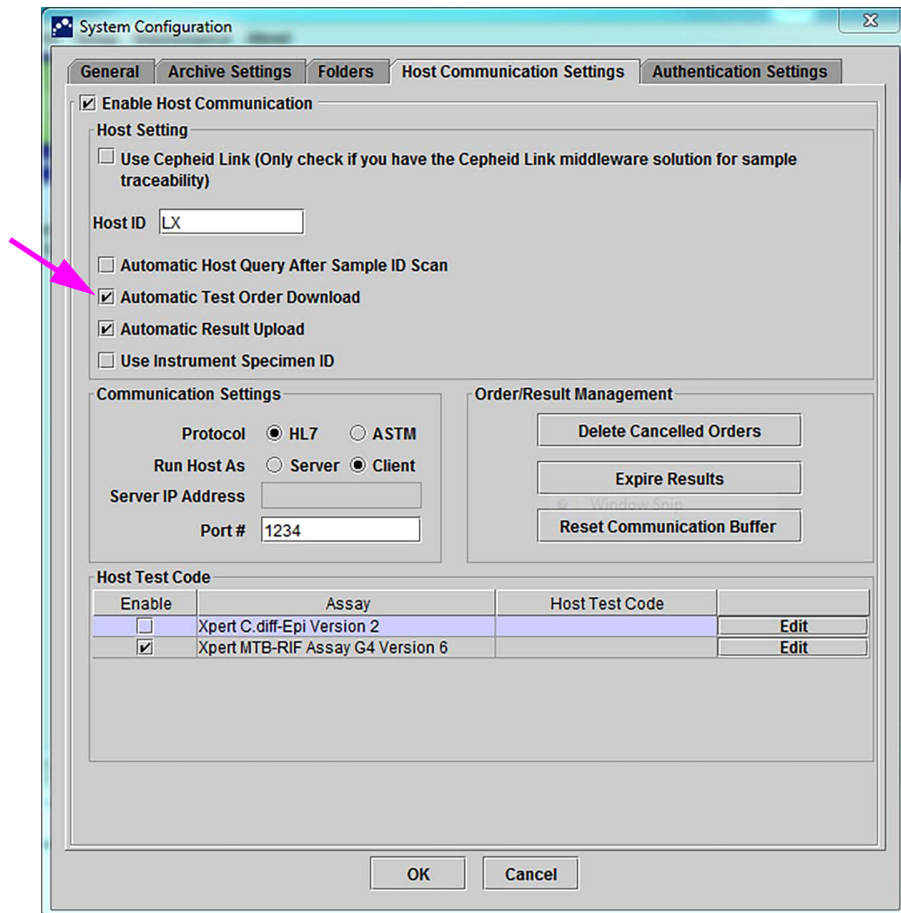 System Configuration
General Archive Settings Folders Host Communication Settings Authentication Settings
Enable Host Communication
Host Setting
Use Cepheid Link (Only check if you have the Cepheid Link middleware solution for sample
traceability)
Host ID LX
Automatic Host Query After Sample ID Scan
Automatic Test Order Download
Automatic Result Upload
Use Instrument Specimen ID
Communication Settings
Protocol HL7 ASTM
Run Host As Server Client
Server IP Address
Port # 1234
Order/Result Management
Delete Cancelled Orders
Expire Results
Window Snip
Reset Communication Buffer
Host Test Code
Enable Assay Host Test Code
Xpert C.diff-Epi Version 2 Edit
Xpert MTB-RIF Assay G4 Version 6 Edit
OK Cancel